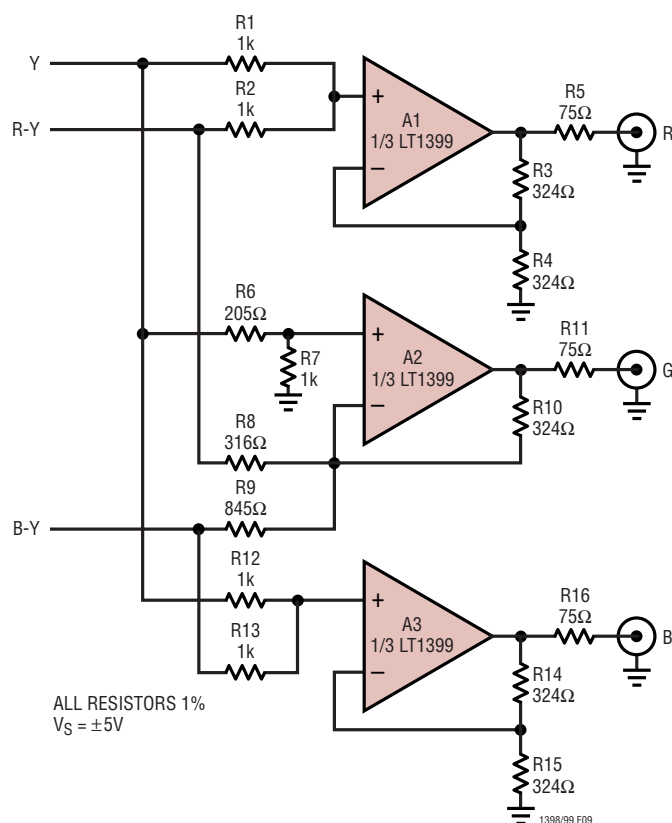 R1
1k
Y
R2
1k
R-Y
+
A1
1/3 LT1399
−
R5
75Ω
R
R3
324Ω
R4
324Ω
R6
205Ω
R7
1k
+
A2
1/3 LT1399
−
R11
75Ω
G
R10
324Ω
R8
316Ω
R9
845Ω
B-Y
R12
1k
R13
1k
+
A3
1/3 LT1399
−
R16
75Ω
B
R14
324Ω
R15
324Ω
ALL RESISTORS 1%
VS = ±5V
1398/99 F09